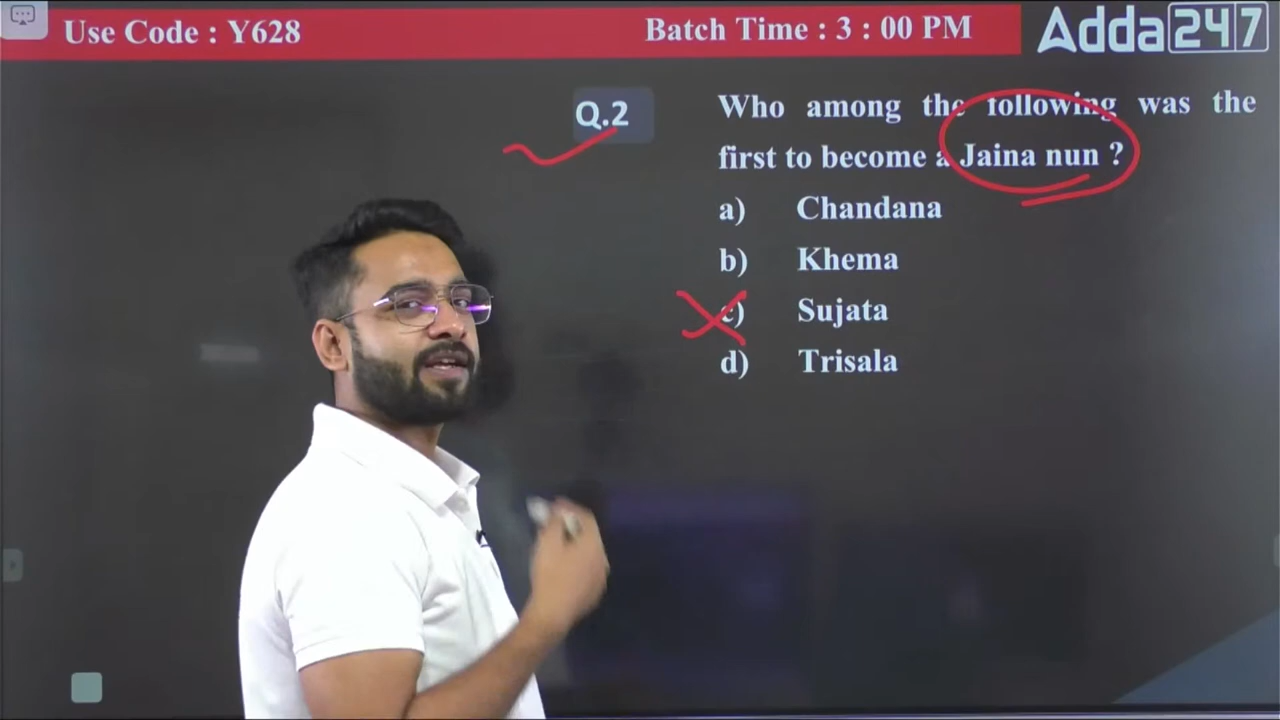 Use Code : Y628
Batch Time : 3 : 00 PM
Adda247
Q.2
Who among the following was the
first to become a Jaina nun ?
a) Chandana
b) Khema
c) Sujata
d) Trisala